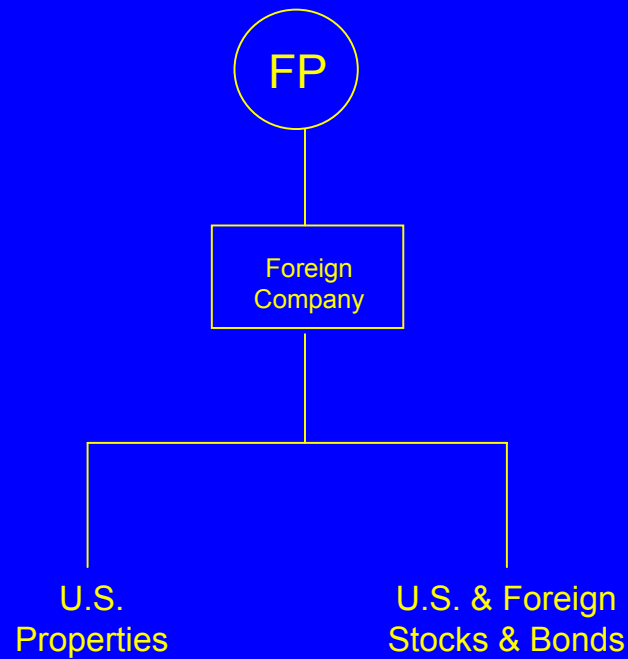 FP
Foreign
Company
U.S.
Properties
U.S. & Foreign
Stocks & Bonds